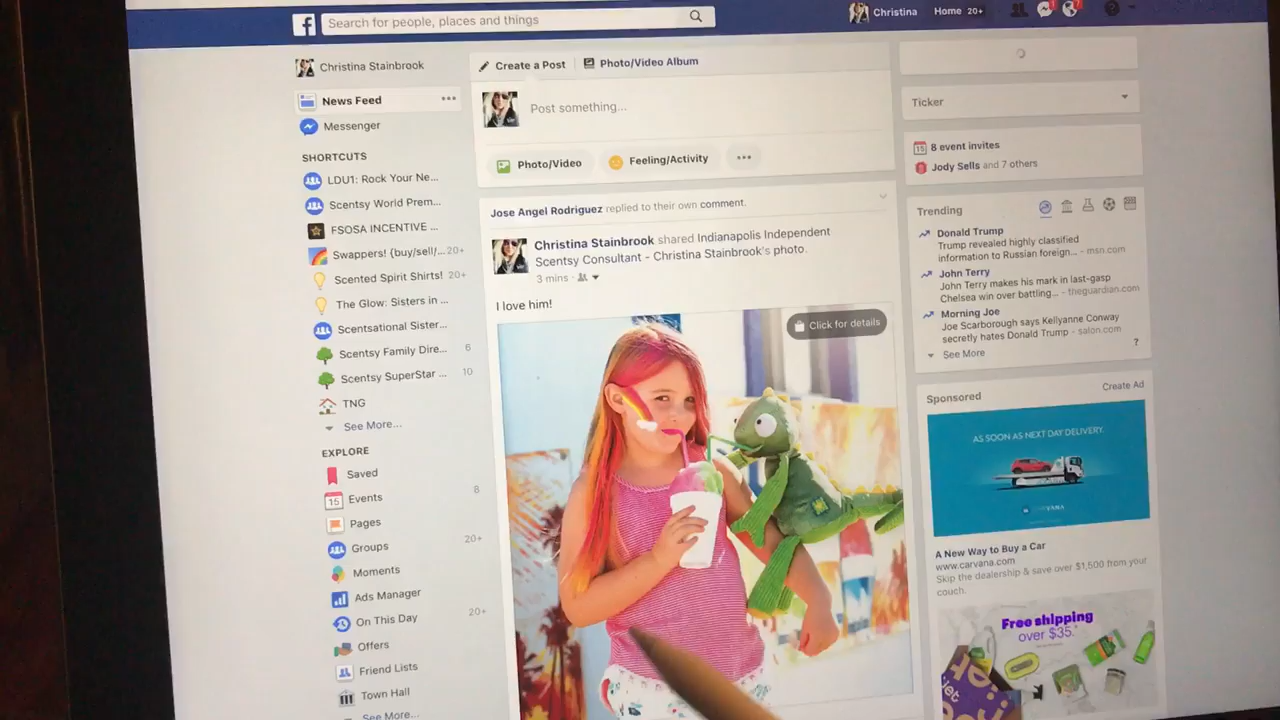 Search for people, places and things
Christina
Home 20+
Christina Stainbrook
News Feed
Messenger
SHORTCUTS
LDU1: Rock Your Ne...
Scentsy World Prem...
FSOSA INCENTIVE ...
Swappers! {buy/sell/... 20+
Scented Spirit Shirts! 20+
The Glow: Sisters in ...
Scentsational Sister...
Scentsy Family Dire... 6
Scentsy SuperStar ... 10
TNG
See More...
EXPLORE
Saved
15 Events 8
Pages
Groups 20+
Moments
Ads Manager
On This Day 20+
Offers
Friend Lists
Town Hall
See More...
Create a Post
Photo/Video Album
Post something...
Photo/Video
Feeling/Activity
Jose Angel Rodriguez replied to their own comment.
Christina Stainbrook shared Indianapolis Independent
Scentsy Consultant - Christina Stainbrook's photo.
3 mins
I love him!
Click for details
Ticker
15 8 event invites
Jody Sells and 7 others
Trending
Donald Trump
Trump revealed highly classified
information to Russian foreign... - msn.com
John Terry
John Terry makes his mark in last-gasp
Chelsea win over battling... - theguardian.com
Morning Joe
Joe Scarborough says Kellyanne Conway
secretly hates Donald Trump - salon.com
See More
?
Sponsored
Create Ad
AS SOON AS NEXT DAY DELIVERY.
CARVANA
A New Way to Buy a Car
www.carvana.com
Skip the dealership & save over $1,500 from your
couch.
Free shipping
over $35.*
jet